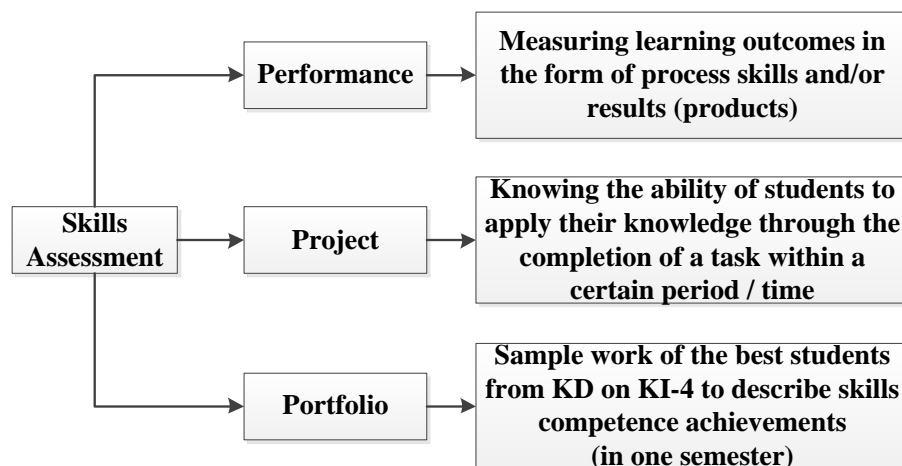 Performance
Measuring learning outcomes in
the form of process skills and/or
results (products)
Skills
Assessment
Project
Knowing the ability of students to
apply their knowledge through the
completion of a task within a
certain period / time
Portfolio
Sample work of the best students
from KD on KI-4 to describe skills
competence achievements
(in one semester)